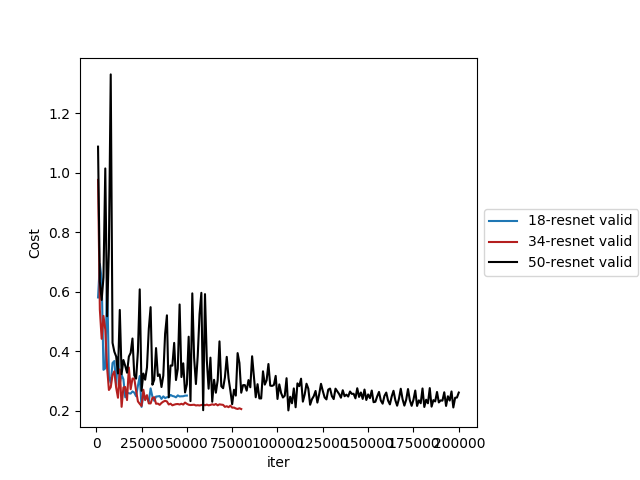 1.2
1.0
0.8
0.6
0.4
0.2
Cost
0 25000 50000 75000 100000 125000 150000 175000 200000
iter
18-resnet valid
34-resnet valid
50-resnet valid